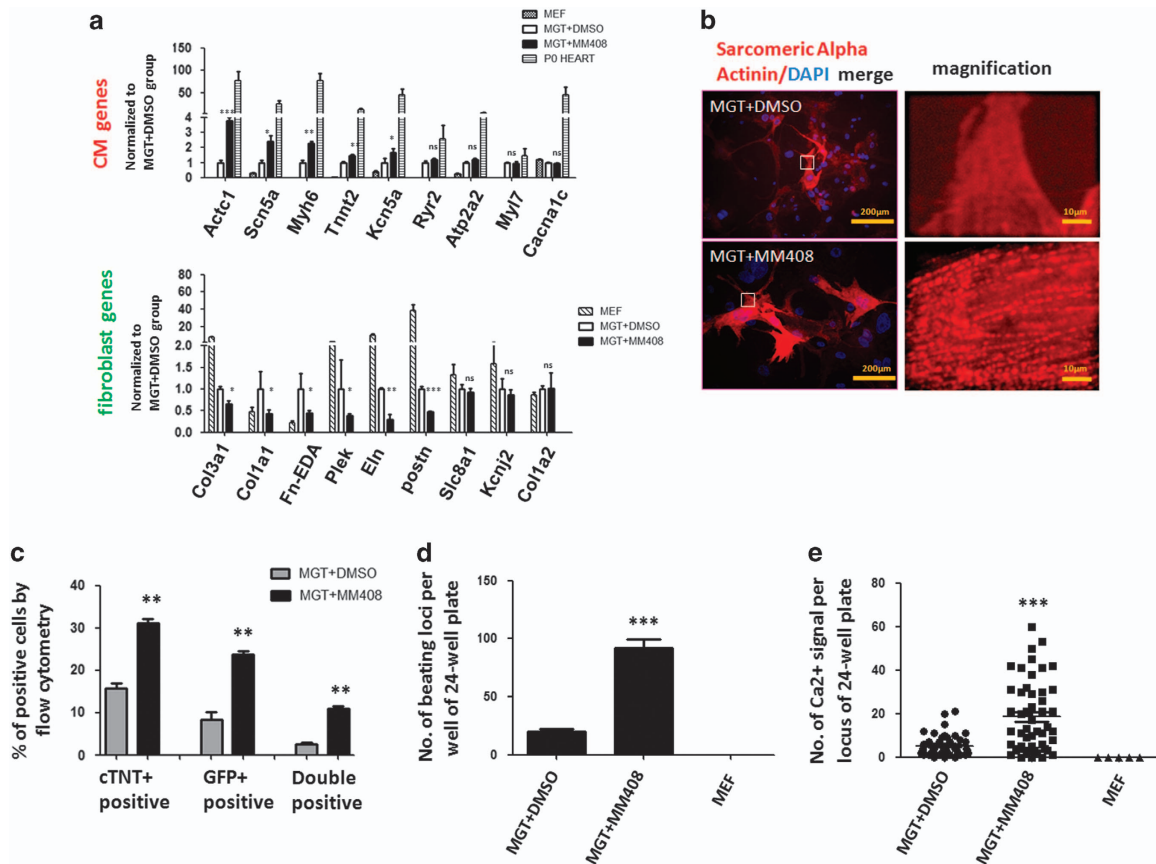 a
CM genes
Normalized to
MGT+DMSO group
MEF
MGT+DMSO
MGT+MM408
P0 HEART
150
100
50
4
3
2
1
0
*** * ** * * ns ns ns ns
Actc1 Scn5a Myh6 Tnnt2 Kcn5a Ryr2 Atp2a2 Myl7 Cacna1c
fibroblast genes
Normalized to
MGT+DMSO group
MEF
MGT+DMSO
MGT+MM408
80
60
40
20
2.0
1.5
1.0
0.5
0.0
* * * * ** *** ns ns ns
Col3a1 Col1a1 Fn-EDA Plek Eln postn Slc8a1 Kcnj2 Col1a2
b
Sarcomeric Alpha
Actinin/DAPI merge
magnification
MGT+DMSO
200µm
10µm
MGT+MM408
200µm
10µm
c
% of positive cells by
flow cytometry
MGT+DMSO
MGT+MM408
40
30
20
10
0
** ** **
cTNT+ GFP+ Double
positive positive positive
d
No. of beating loci per
well of 24-well plate
150
100
50
0
***
MGT+DMSO MGT+MM408 MEF
e
No. of Ca2+ signal per
locus of 24-well plate
80
60
40
20
0
***
MGT+DMSO MGT+MM408 MEF